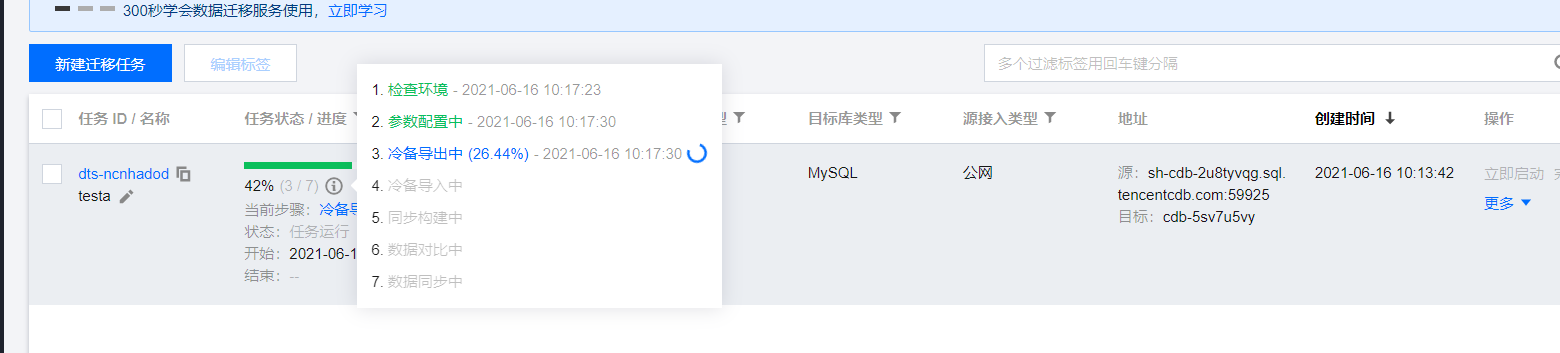 300秒学会数据迁移服务使用，立即学习
新建迁移任务 编辑标签 多个过滤标签用回车键分隔
任务 ID / 名称 任务状态 / 进度 型 目标库类型 源接入类型 地址 创建时间 操作
1. 检查环境 - 2021-06-16 10:17:23
2. 参数配置中 - 2021-06-16 10:17:30
3. 冷备导出中 (26.44%) - 2021-06-16 10:17:30
4. 冷备导入中
5. 同步构建中
6. 数据对比中
7. 数据同步中
dts-ncnhadod
testa
42% (3 / 7)
当前步骤：冷备导
状态：任务运行
开始：2021-06-1
结束：--
MySQL
公网
源：sh-cdb-2u8tyvqg.sql.
tencentcdb.com:59925
目标：cdb-5sv7u5vy
2021-06-16 10:13:42
立即启动
更多